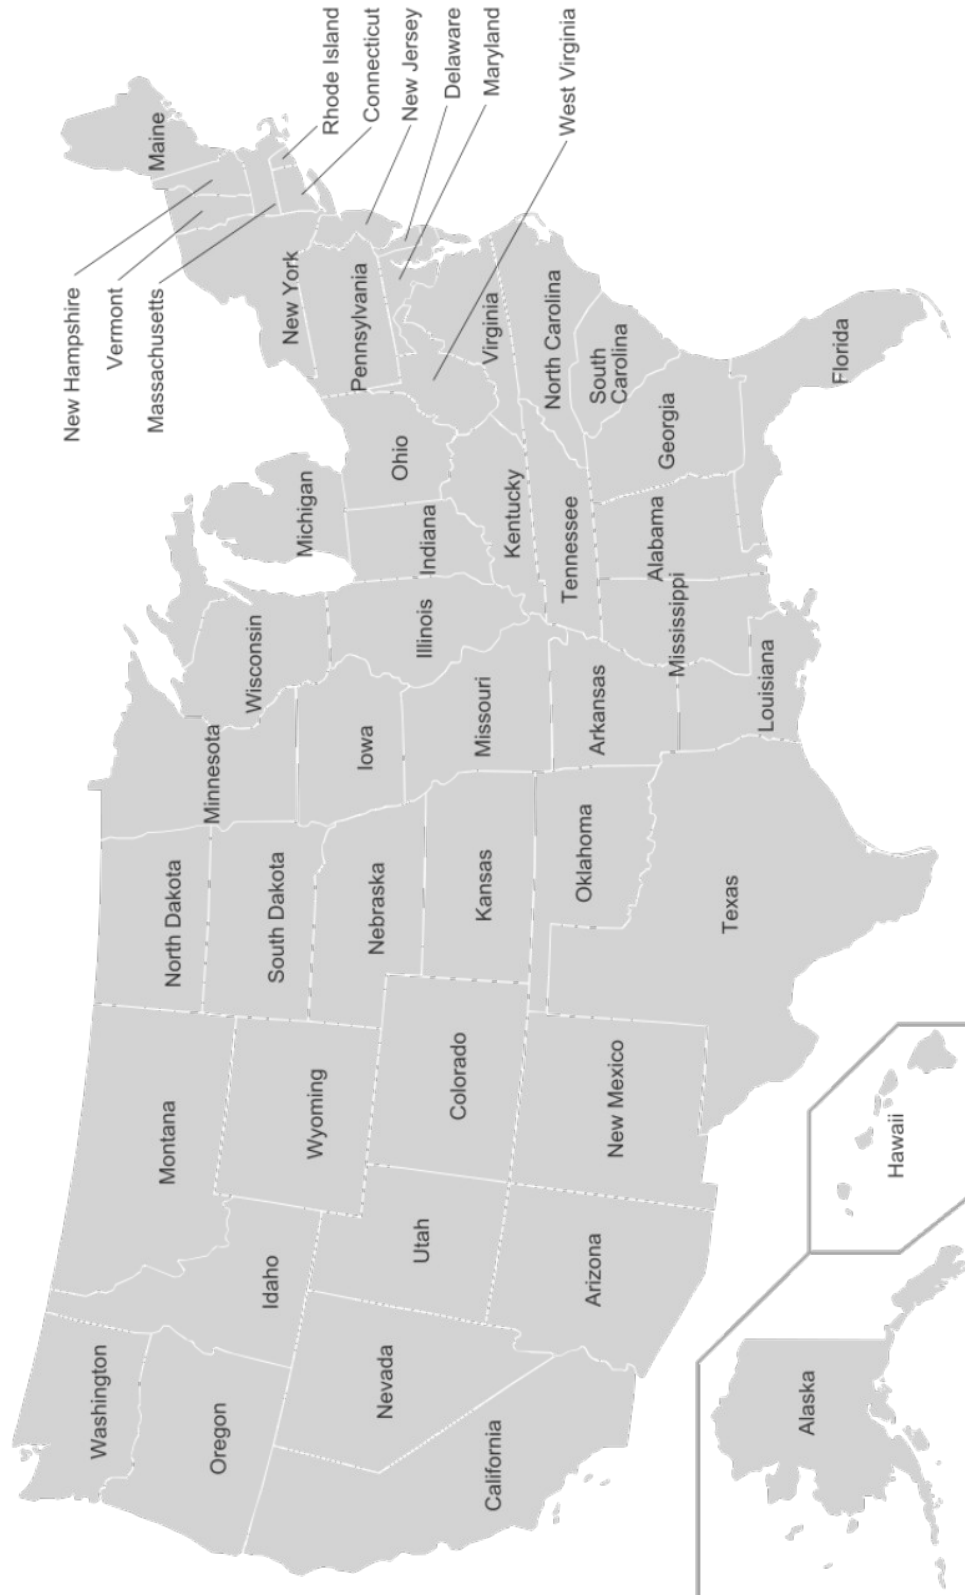 Washington
Oregon
California
Nevada
Idaho
Montana
Wyoming
Utah
Arizona
Colorado
New Mexico
North Dakota
South Dakota
Nebraska
Kansas
Oklahoma
Texas
Minnesota
Iowa
Missouri
Arkansas
Louisiana
Wisconsin
Illinois
Michigan
Indiana
Ohio
Kentucky
Tennessee
Mississippi
Alabama
Georgia
Florida
South
Carolina
North Carolina
Virginia
West Virginia
Pennsylvania
New York
Maine
New Hampshire
Vermont
Massachusetts
Rhode Island
Connecticut
New Jersey
Delaware
Maryland
Alaska
Hawaii